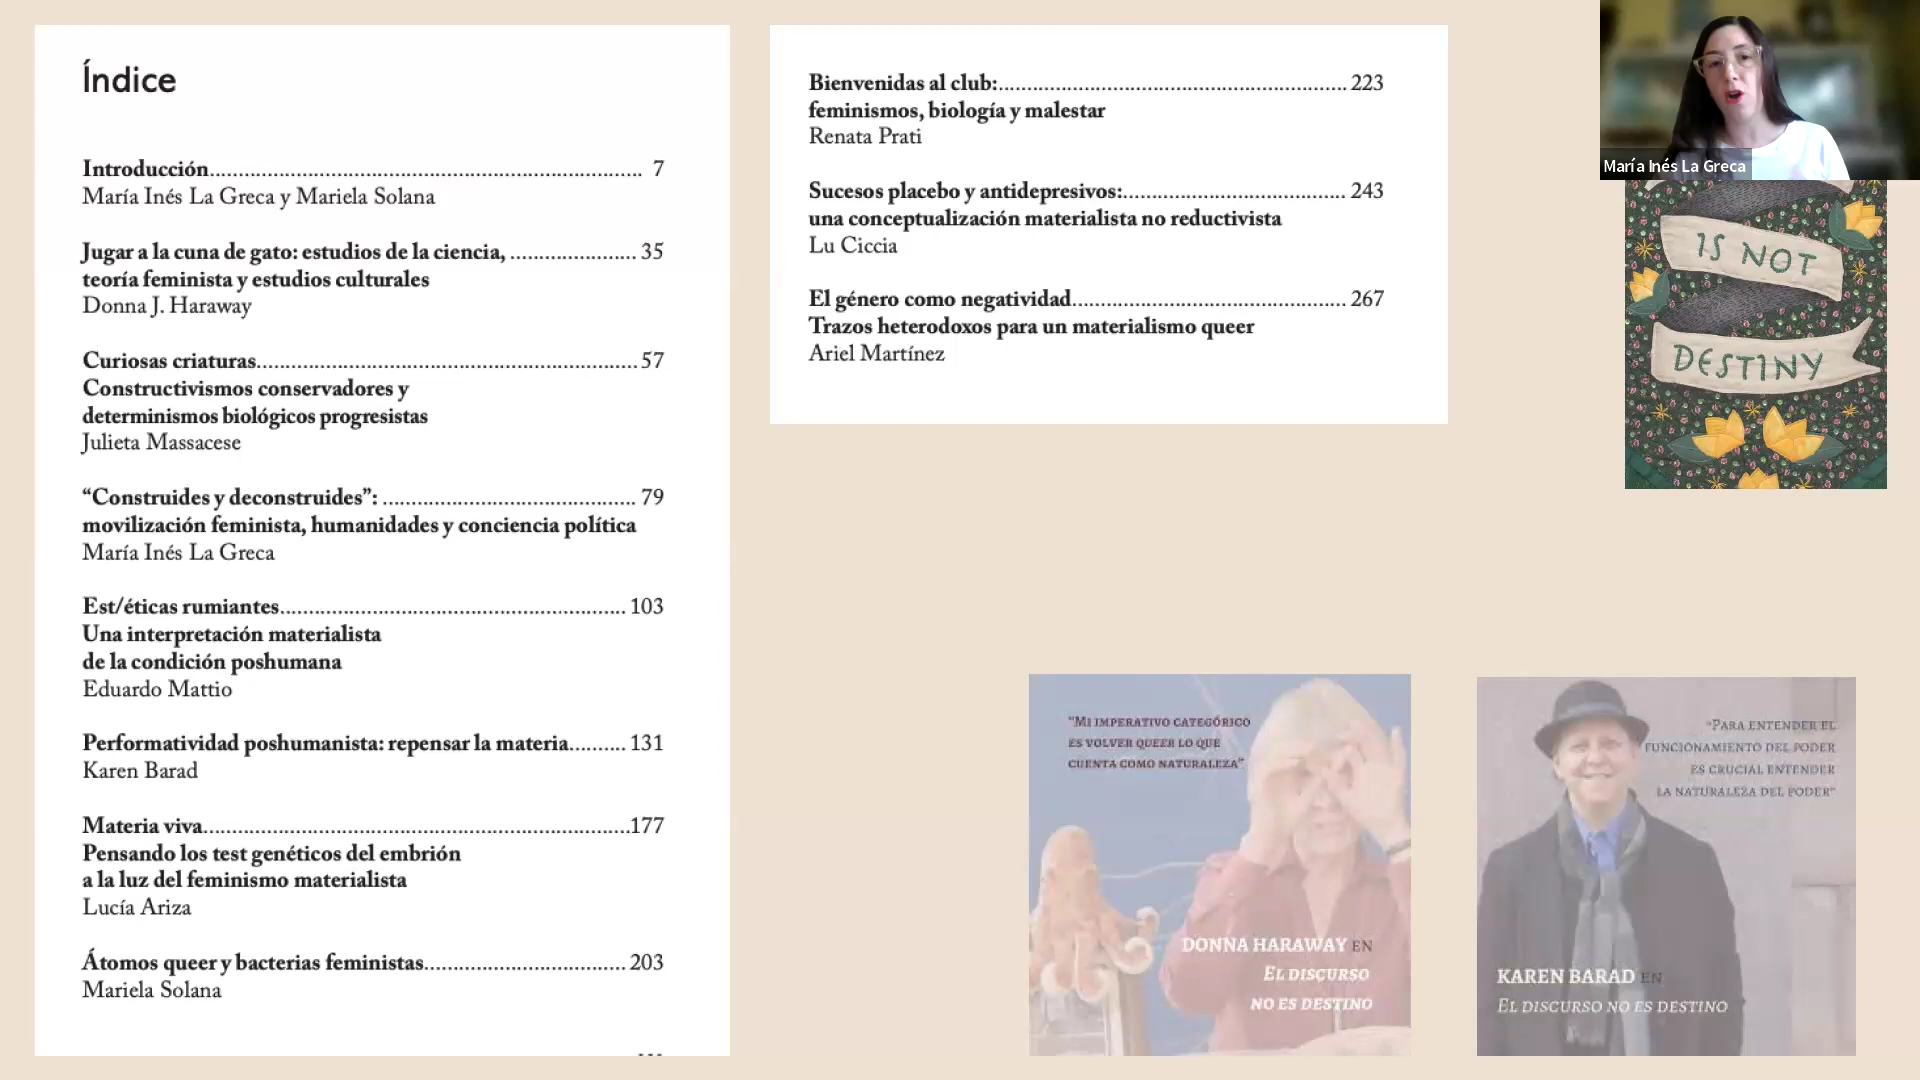 Índice
Introducción........................................................................... 7
María Inés La Greca y Mariela Solana
Jugar a la cuna de gato: estudios de la ciencia, ...................... 35
teoría feminista y estudios culturales
Donna J. Haraway
Curiosas criaturas.................................................................. 57
Constructivismos conservadores y
determinismos biológicos progresistas
Julieta Massacese
“Construides y deconstruides”: ............................................ 79
movilización feminista, humanidades y conciencia política
María Inés La Greca
Est/éticas rumiantes............................................................ 103
Una interpretación materialista
de la condición poshumana
Eduardo Mattio
Performatividad poshumanista: repensar la materia.......... 131
Karen Barad
Materia viva..........................................................................177
Pensando los test genéticos del embrión
a la luz del feminismo materialista
Lucía Ariza
Átomos queer y bacterias feministas................................... 203
Mariela Solana
Bienvenidas al club:............................................................ 223
feminismos, biología y malestar
Renata Prati
Sucesos placebo y antidepresivos:....................................... 243
una conceptualización materialista no reductivista
Lu Ciccia
El género como negatividad................................................ 267
Trazos heterodoxos para un materialismo queer
Ariel Martínez
María Inés La Greca
IS NOT
DESTINY
“Mi imperativo categórico
es volver queer lo que
cuenta como naturaleza”
DONNA HARAWAY EN
El discurso
no es destino
“Para entender el
funcionamiento del poder
es crucial entender
la naturaleza del poder”
KAREN BARAD EN
El discurso no es destino